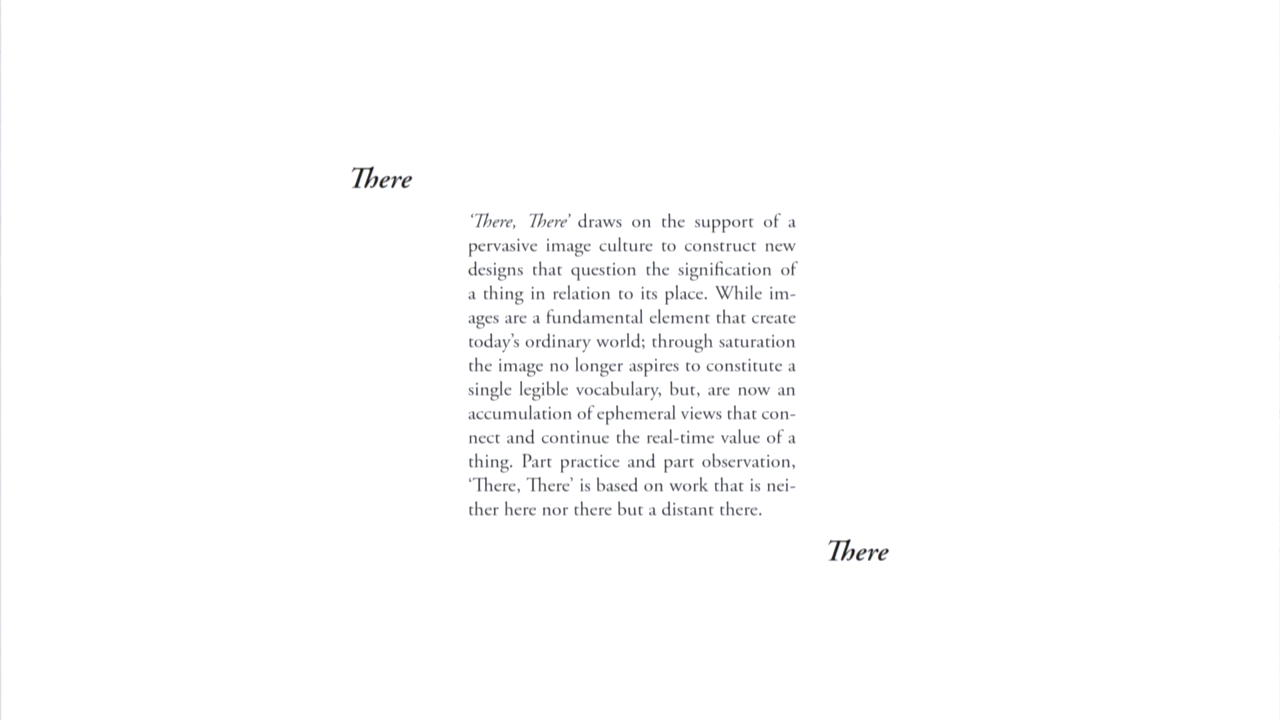 There
‘There, There’ draws on the support of a
pervasive image culture to construct new
designs that question the signification of
a thing in relation to its place. While im-
ages are a fundamental element that create
today’s ordinary world; through saturation
the image no longer aspires to constitute a
single legible vocabulary, but, are now an
accumulation of ephemeral views that con-
nect and continue the real-time value of a
thing. Part practice and part observation,
‘There, There’ is based on work that is nei-
ther here nor there but a distant there.
There